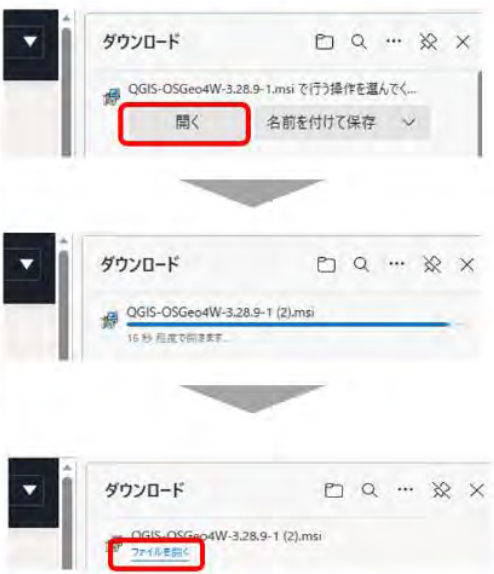 ダウンロード
QGIS-OSGeo4W-3.28.9-1.msi で行う操作を選んでく...
開く
名前を付けて保存
ダウンロード
QGIS-OSGeo4W-3.28.9-1 (2).msi
16 秒 程度で開きます...
ダウンロード
QGIS-OSGeo4W-3.28.9-1 (2).msi
ファイルを開く